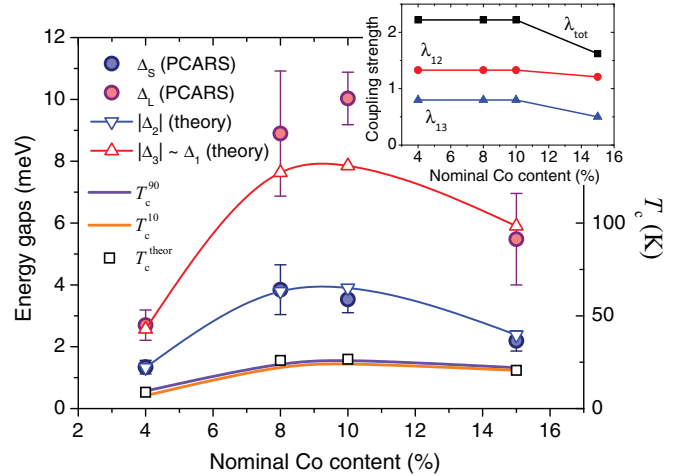 12
10
8
6
4
2
0
Energy gaps (meV)
2
4
6
8
10
12
14
16
Nominal Co content (%)
100
50
0
T_c (K)
Δ_S (PCARS)
Δ_L (PCARS)
|Δ_2| (theory)
|Δ_3| ~ Δ_1 (theory)
T_c^90
T_c^10
T_c^theor
2
1
0
Coupling strength
λ_tot
λ_12
λ_13
4
6
8
10
12
14
16
Nominal Co content (%)